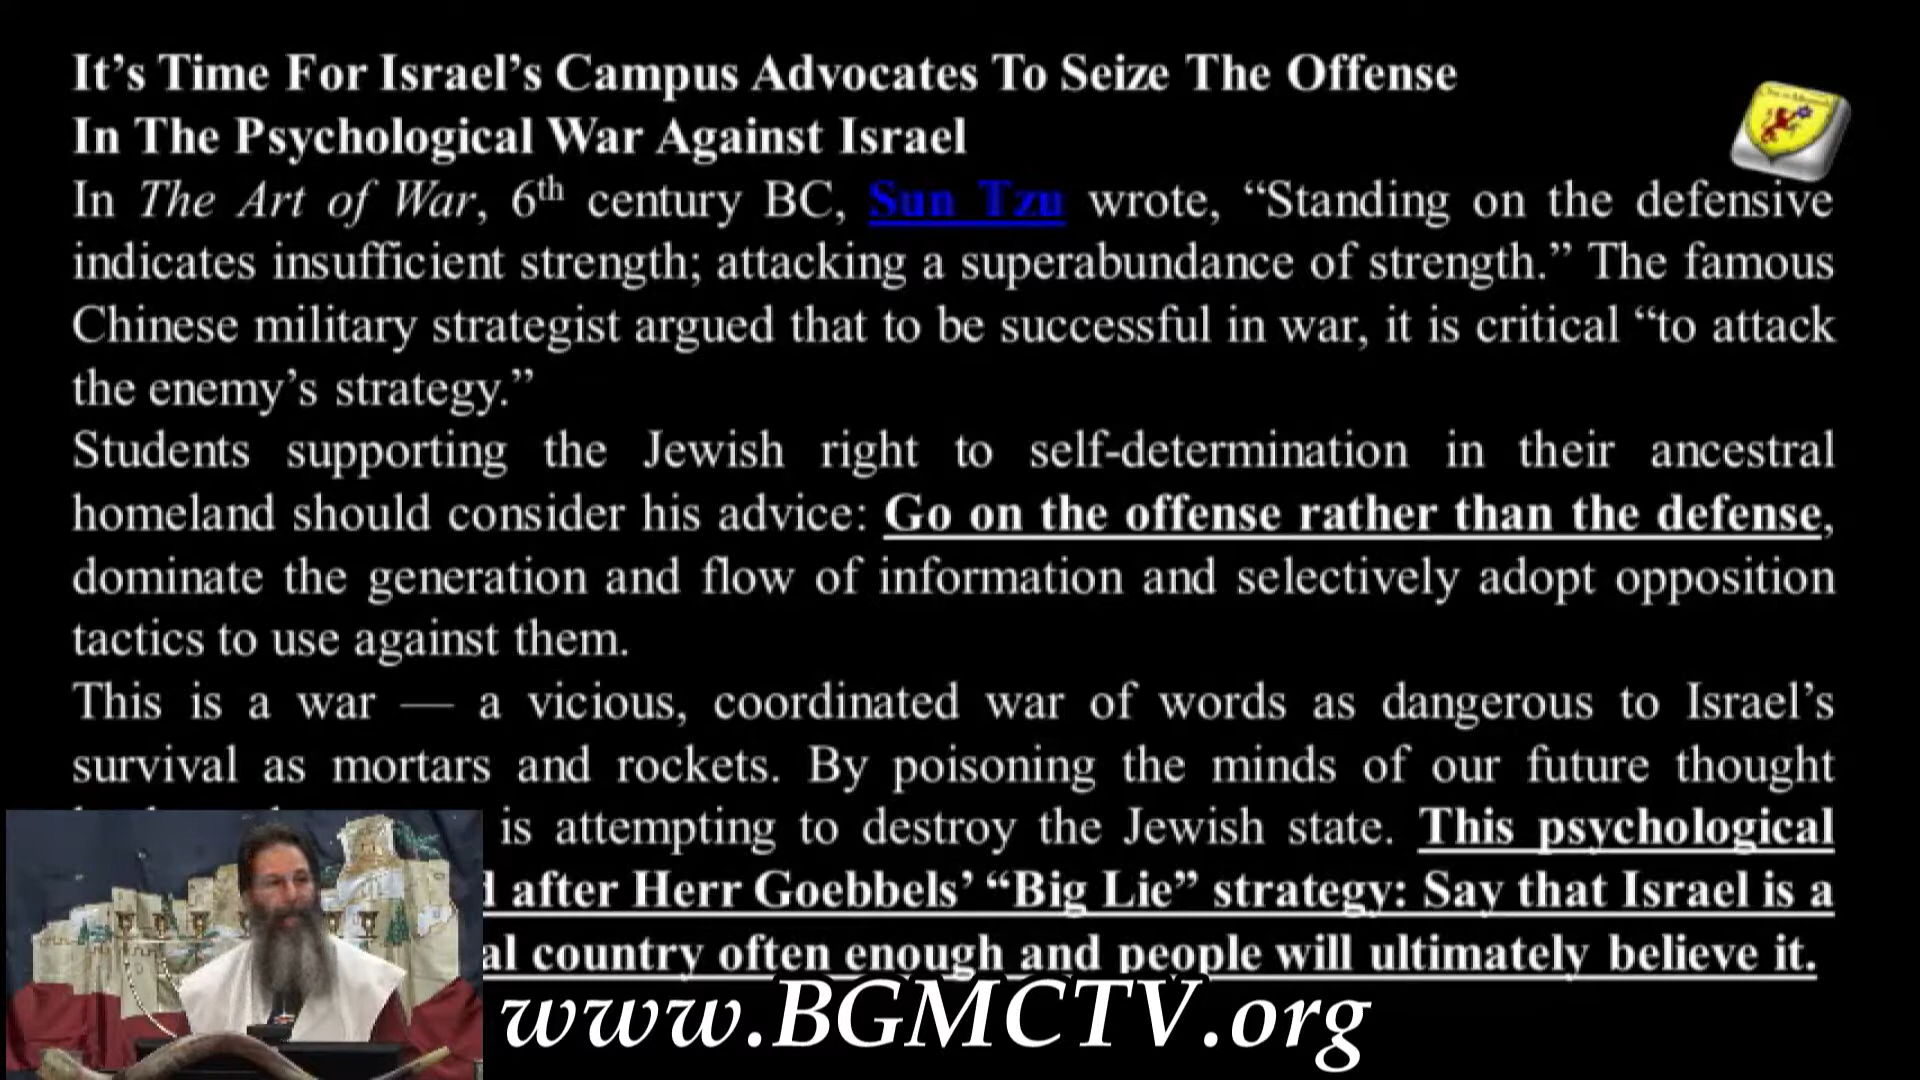 It’s Time For Israel’s Campus Advocates To Seize The Offense
In The Psychological War Against Israel
In The Art of War, 6th century BC, Sun Tzu wrote, “Standing on the defensive
indicates insufficient strength; attacking a superabundance of strength.” The famous
Chinese military strategist argued that to be successful in war, it is critical “to attack
the enemy’s strategy.”
Students supporting the Jewish right to self-determination in their ancestral
homeland should consider his advice: Go on the offense rather than the defense,
dominate the generation and flow of information and selectively adopt opposition
tactics to use against them.
This is a war — a vicious, coordinated war of words as dangerous to Israel’s
survival as mortars and rockets. By poisoning the minds of our future thought
is attempting to destroy the Jewish state. This psychological
after Herr Goebbels’ “Big Lie” strategy: Say that Israel is a
country often enough and people will ultimately believe it.
www.BGMCTV.org